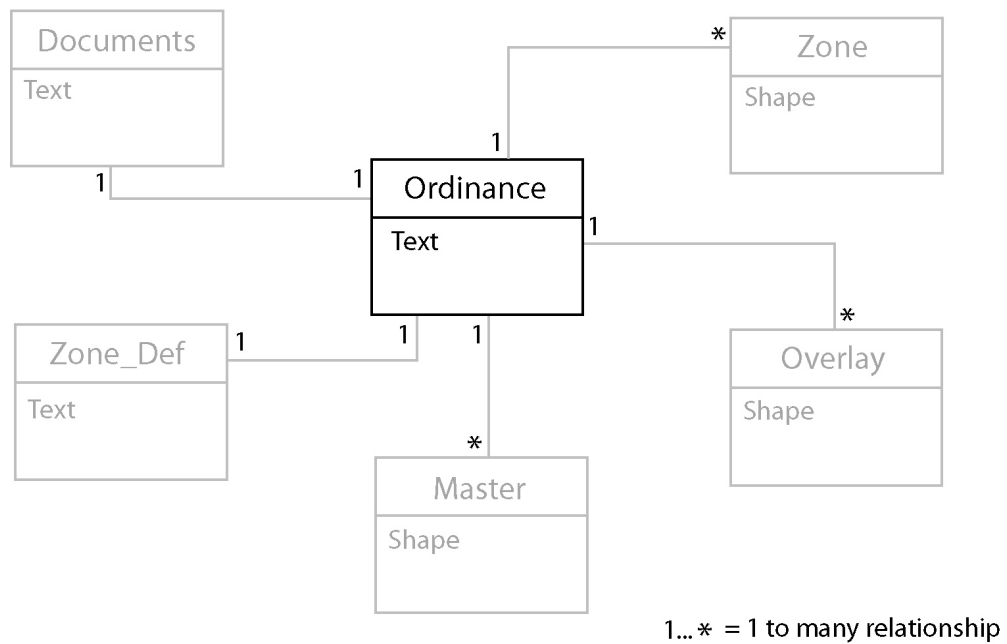 Documents
Text
1
Zone
Shape
*
1
Ordinance
Text
1
1
1
1
*
Overlay
Shape
Zone_Def
Text
1
*
Master
Shape
1...* = 1 to many relationship